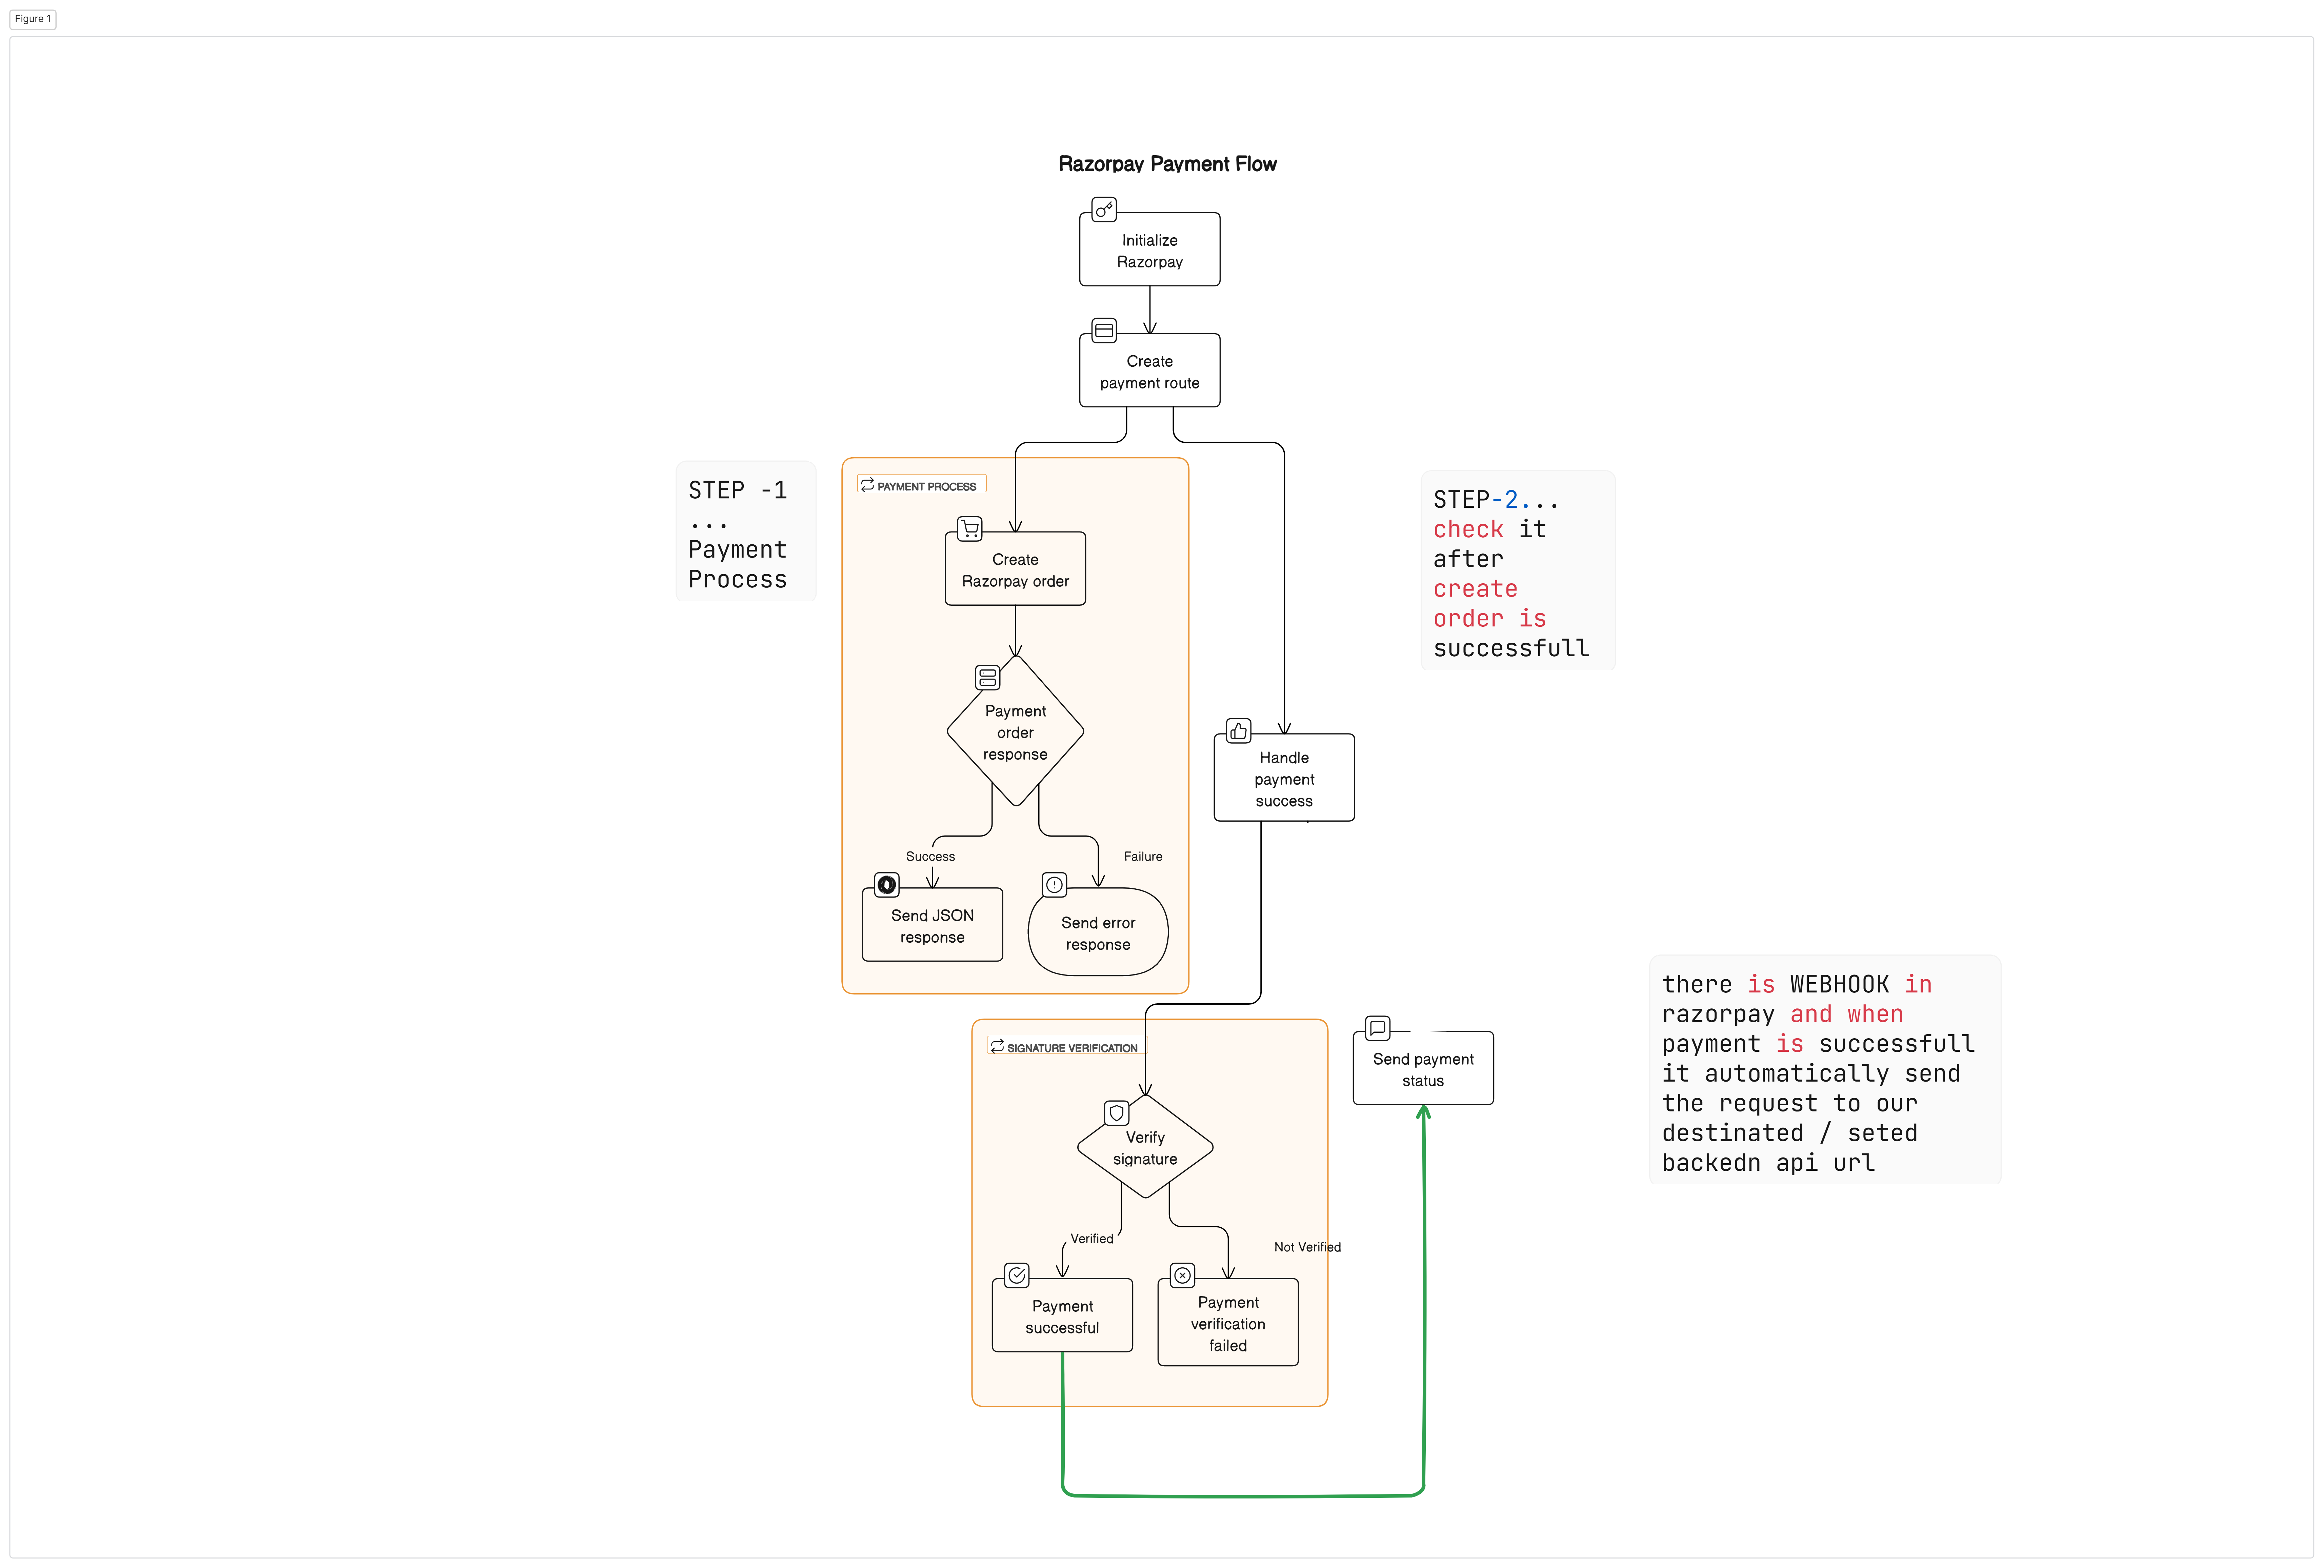 Figure 1
Razorpay Payment Flow
Initialize
Razorpay
Create
payment route
PAYMENT PROCESS
STEP -1
...
Payment
Process
STEP-2...
check it
after
create
order is
successfull
Create
Razorpay order
Payment
order
response
Handle
payment
success
Success
Failure
Send JSON
response
Send error
response
there is WEBHOOK in
razorpay and when
payment is successfull
it automatically send
the request to our
destinated / seted
backedn api url
SIGNATURE VERIFICATION
Send payment
status
Verify
signature
Verified
Not Verified
Payment
successful
Payment
verification
failed